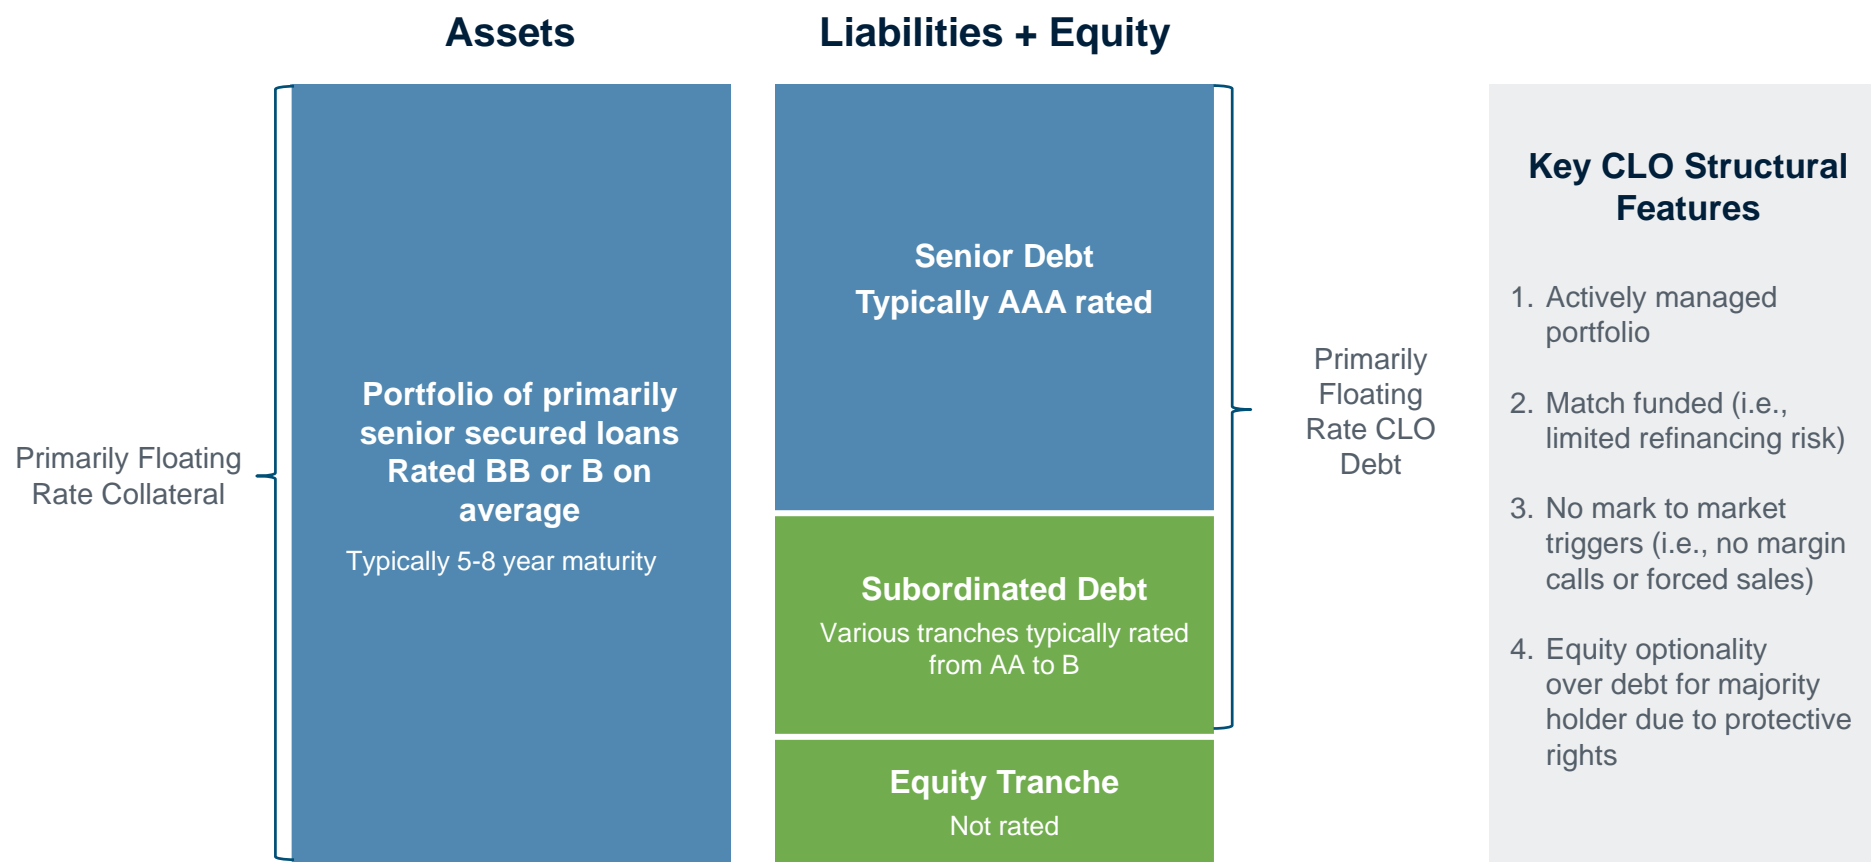 Assets
Liabilities + Equity
Primarily Floating
Rate Collateral
Portfolio of primarily
senior secured loans
Rated BB or B on
average
Typically 5-8 year maturity
Senior Debt
Typically AAA rated
Subordinated Debt
Various tranches typically rated
from AA to B
Equity Tranche
Not rated
Primarily
Floating
Rate CLO
Debt
Key CLO Structural
Features
1. Actively managed
portfolio
2. Match funded (i.e.,
limited refinancing risk)
3. No mark to market
triggers (i.e., no margin
calls or forced sales)
4. Equity optionality
over debt for majority
holder due to protective
rights